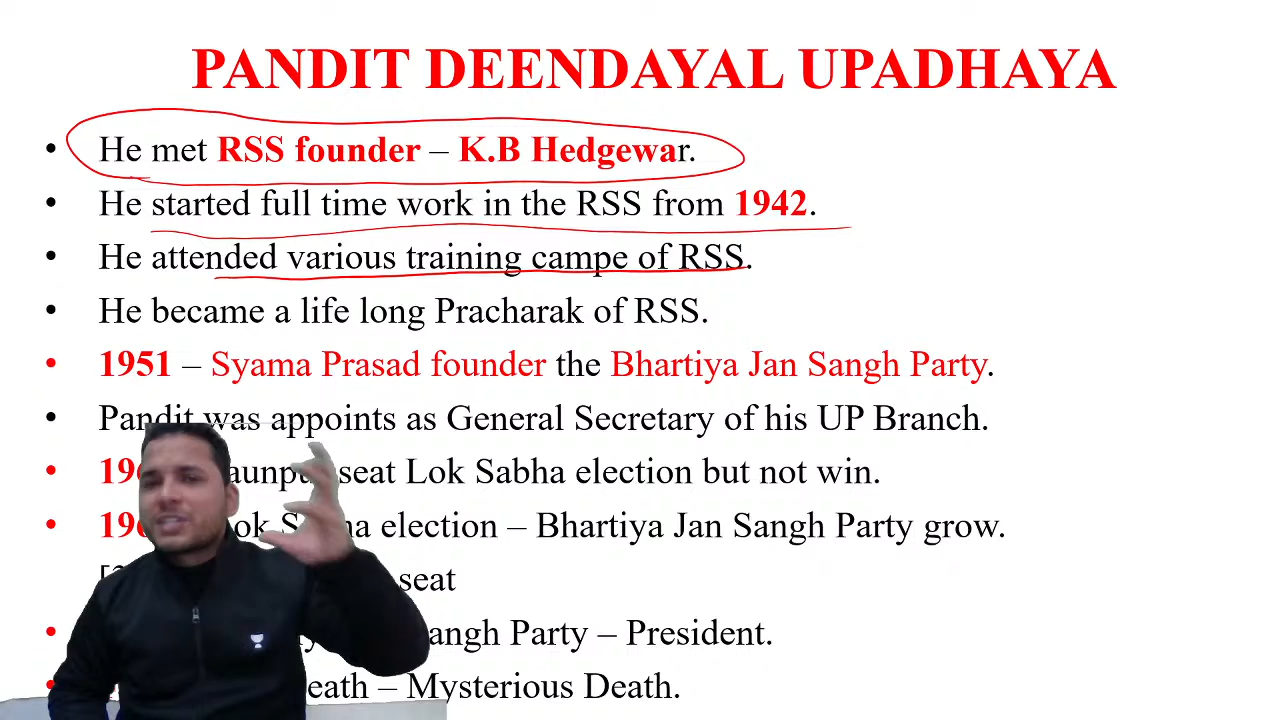 PANDIT DEENDAYAL UPADHAYA
• He met RSS founder – K.B Hedgewar.
• He started full time work in the RSS from 1942.
• He attended various training campe of RSS.
• He became a life long Pracharak of RSS.
• 1951 – Syama Prasad founder the Bhartiya Jan Sangh Party.
• Pandit was appoints as General Secretary of his UP Branch.
• seat Lok Sabha election but not win.
• election – Bhartiya Jan Sangh Party grow.
seat
• Party – President.
• – Mysterious Death.